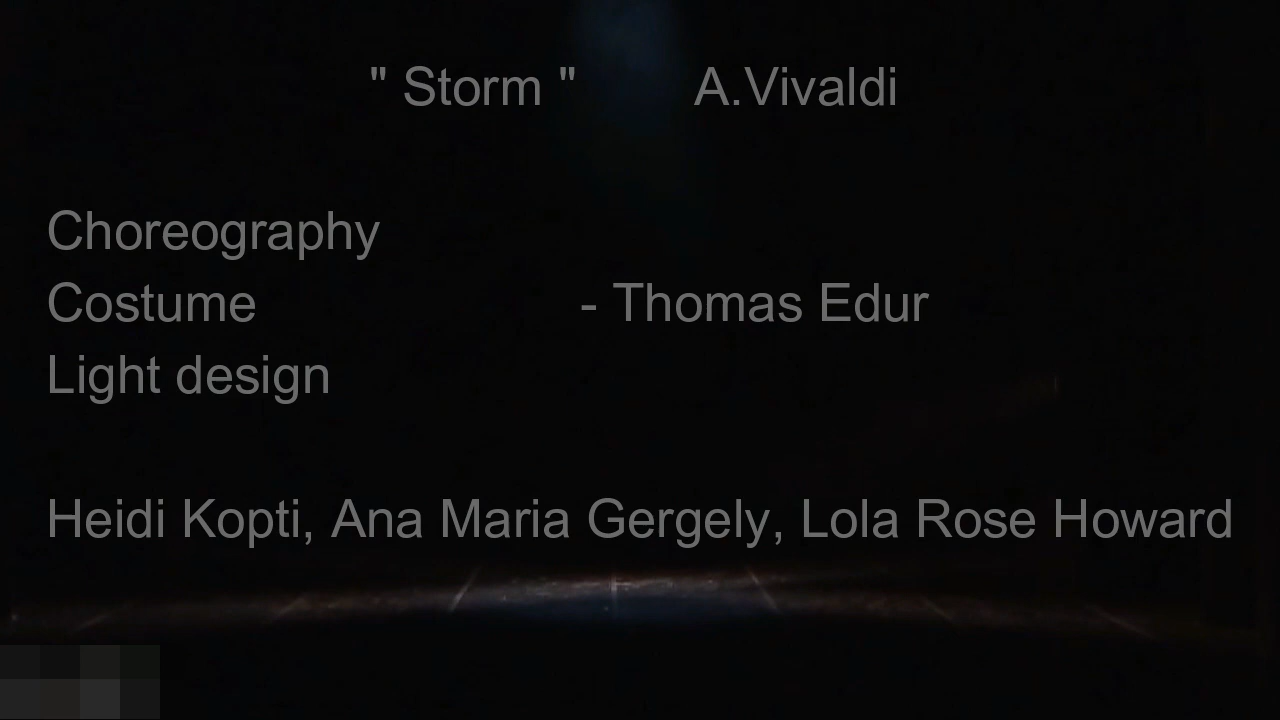 " Storm " A.Vivaldi
Choreography
Costume - Thomas Edur
Light design
Heidi Kopti, Ana Maria Gergely, Lola Rose Howard